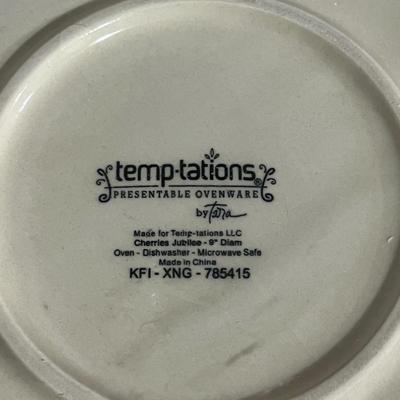 temp-tations®
PRESENTABLE OVENWARE
by Tara
Made for Temp-tations LLC
Cherries Jubilee - 9" Diam
Oven - Dishwasher - Microwave Safe
Made in China
KFI - XNG - 785415